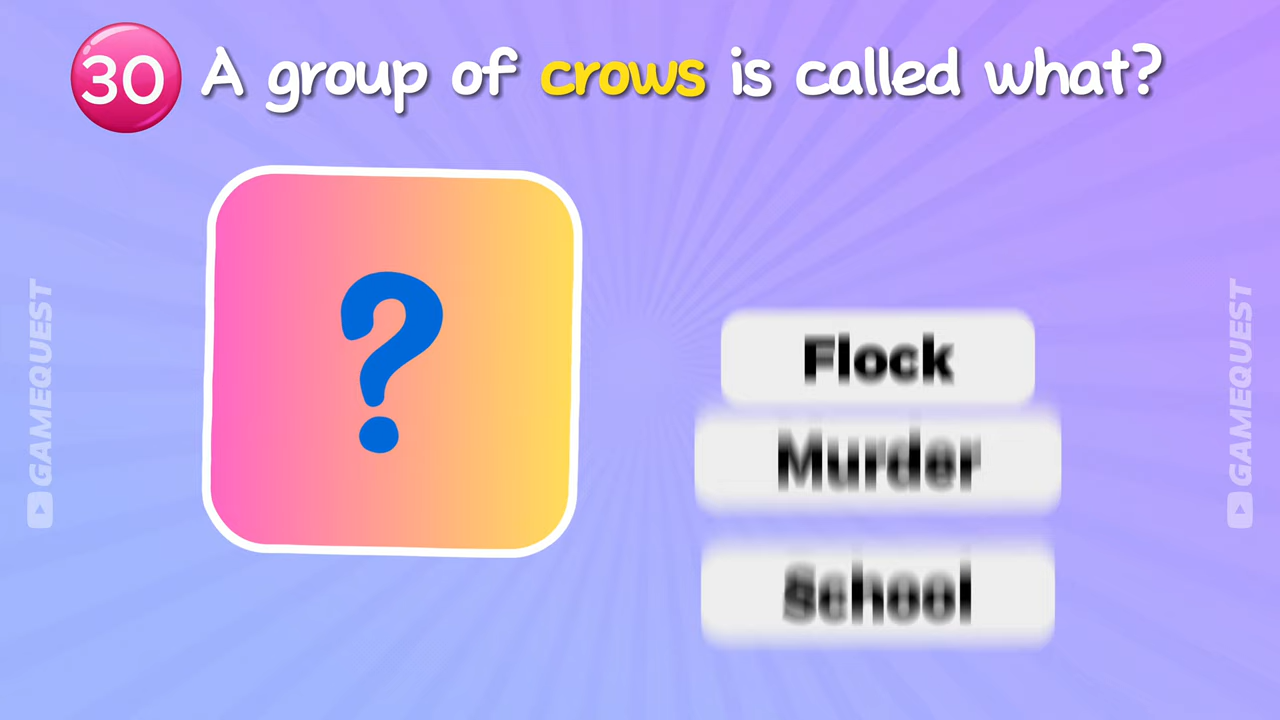 30 A group of crows is called what?
?
Flock
Murder
School
GAMEQUEST
GAMEQUEST